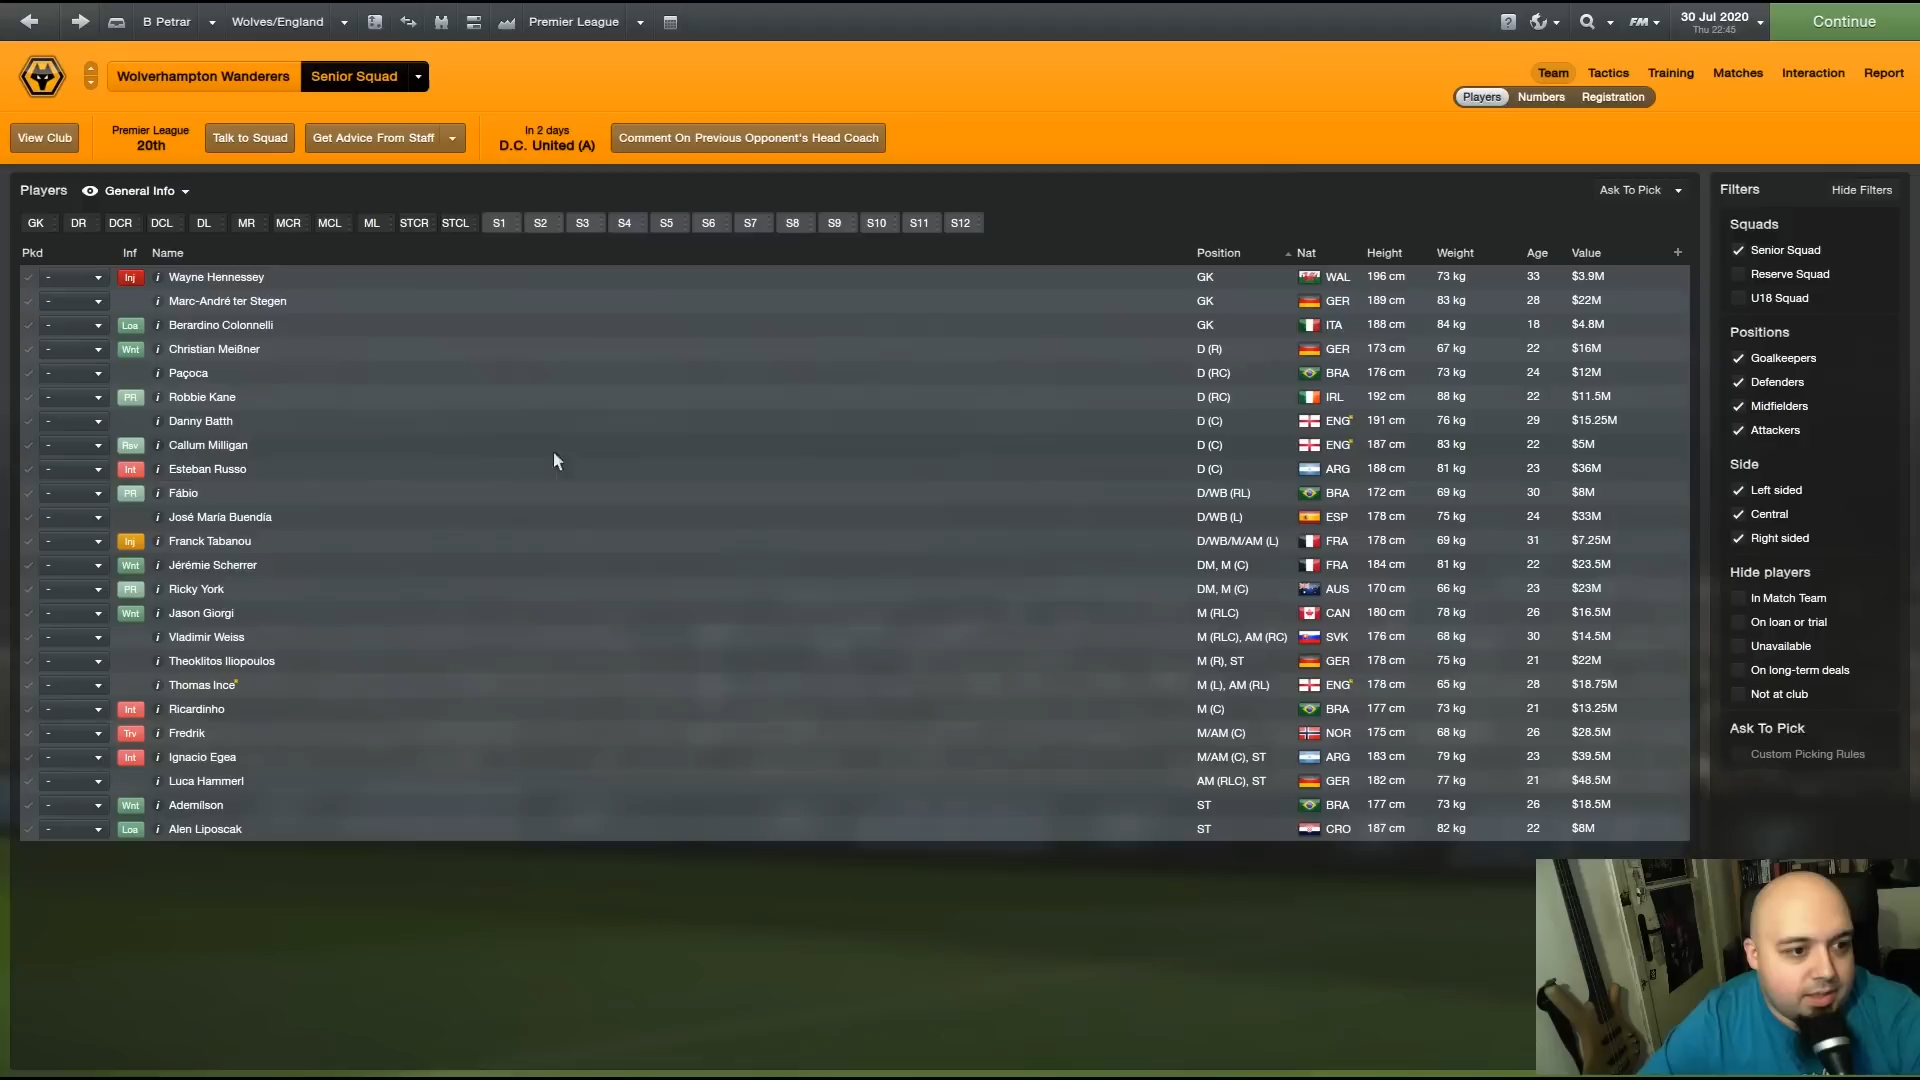 B Petrar Wolves/England Premier League ? FM 30 Jul 2020 Continue
Thu 22:45
Wolverhampton Wanderers Senior Squad Team Tactics Training Matches Interaction Report
Players Numbers Registration
View Club Premier League Talk to Squad Get Advice From Staff In 2 days Comment On Previous Opponent's Head Coach
20th D.C. United (A)
Players General Info Ask To Pick Filters Hide Filters
GK DR DCR DCL DL MR MCR MCL ML STCR STCL S1 S2 S3 S4 S5 S6 S7 S8 S9 S10 S11 S12
Pkd Inf Name Position Nat Height Weight Age Value +
- Inj i Wayne Hennessey GK WAL 196 cm 73 kg 33 $3.9M
- i Marc-André ter Stegen GK GER 189 cm 83 kg 28 $22M
- Loa i Berardino Colonnelli GK ITA 188 cm 84 kg 18 $4.8M
- Wnt i Christian Meißner D (R) GER 173 cm 67 kg 22 $16M
- i Paçoca D (RC) BRA 176 cm 73 kg 24 $12M
- PR i Robbie Kane D (RC) IRL 192 cm 88 kg 22 $11.5M
- i Danny Batth D (C) ENG 191 cm 76 kg 29 $15.25M
- Rsv i Callum Milligan D (C) ENG 187 cm 83 kg 22 $5M
- Int i Esteban Russo D (C) ARG 188 cm 81 kg 23 $36M
- PR i Fábio D/WB (RL) BRA 172 cm 69 kg 30 $8M
- i José María Buendía D/WB (L) ESP 178 cm 75 kg 24 $33M
- Inj i Franck Tabanou D/WB/M/AM (L) FRA 178 cm 69 kg 31 $7.25M
- Wnt i Jérémie Scherrer DM, M (C) FRA 184 cm 81 kg 22 $23.5M
- PR i Ricky York DM, M (C) AUS 170 cm 66 kg 23 $23M
- Wnt i Jason Giorgi M (RLC) CAN 180 cm 78 kg 26 $16.5M
- i Vladimir Weiss M (RLC), AM (RC) SVK 176 cm 68 kg 30 $14.5M
- i Theoklitos Iliopoulos M (R), ST GER 178 cm 75 kg 21 $22M
- i Thomas Ince* M (L), AM (RL) ENG 178 cm 65 kg 28 $18.75M
- Int i Ricardinho M (C) BRA 177 cm 73 kg 21 $13.25M
- Trv i Fredrik M/AM (C) NOR 175 cm 68 kg 26 $28.5M
- Int i Ignacio Egea M/AM (C), ST ARG 183 cm 79 kg 23 $39.5M
- i Luca Hammerl AM (RLC), ST GER 182 cm 77 kg 21 $48.5M
- Wnt i Ademílson ST BRA 177 cm 73 kg 26 $18.5M
- Loa i Alen Liposcak ST CRO 187 cm 82 kg 22 $8M
Squads
Senior Squad
Reserve Squad
U18 Squad
Positions
Goalkeepers
Defenders
Midfielders
Attackers
Side
Left sided
Central
Right sided
Hide players
In Match Team
On loan or trial
Unavailable
On long-term deals
Not at club
Ask To Pick
Custom Picking Rules